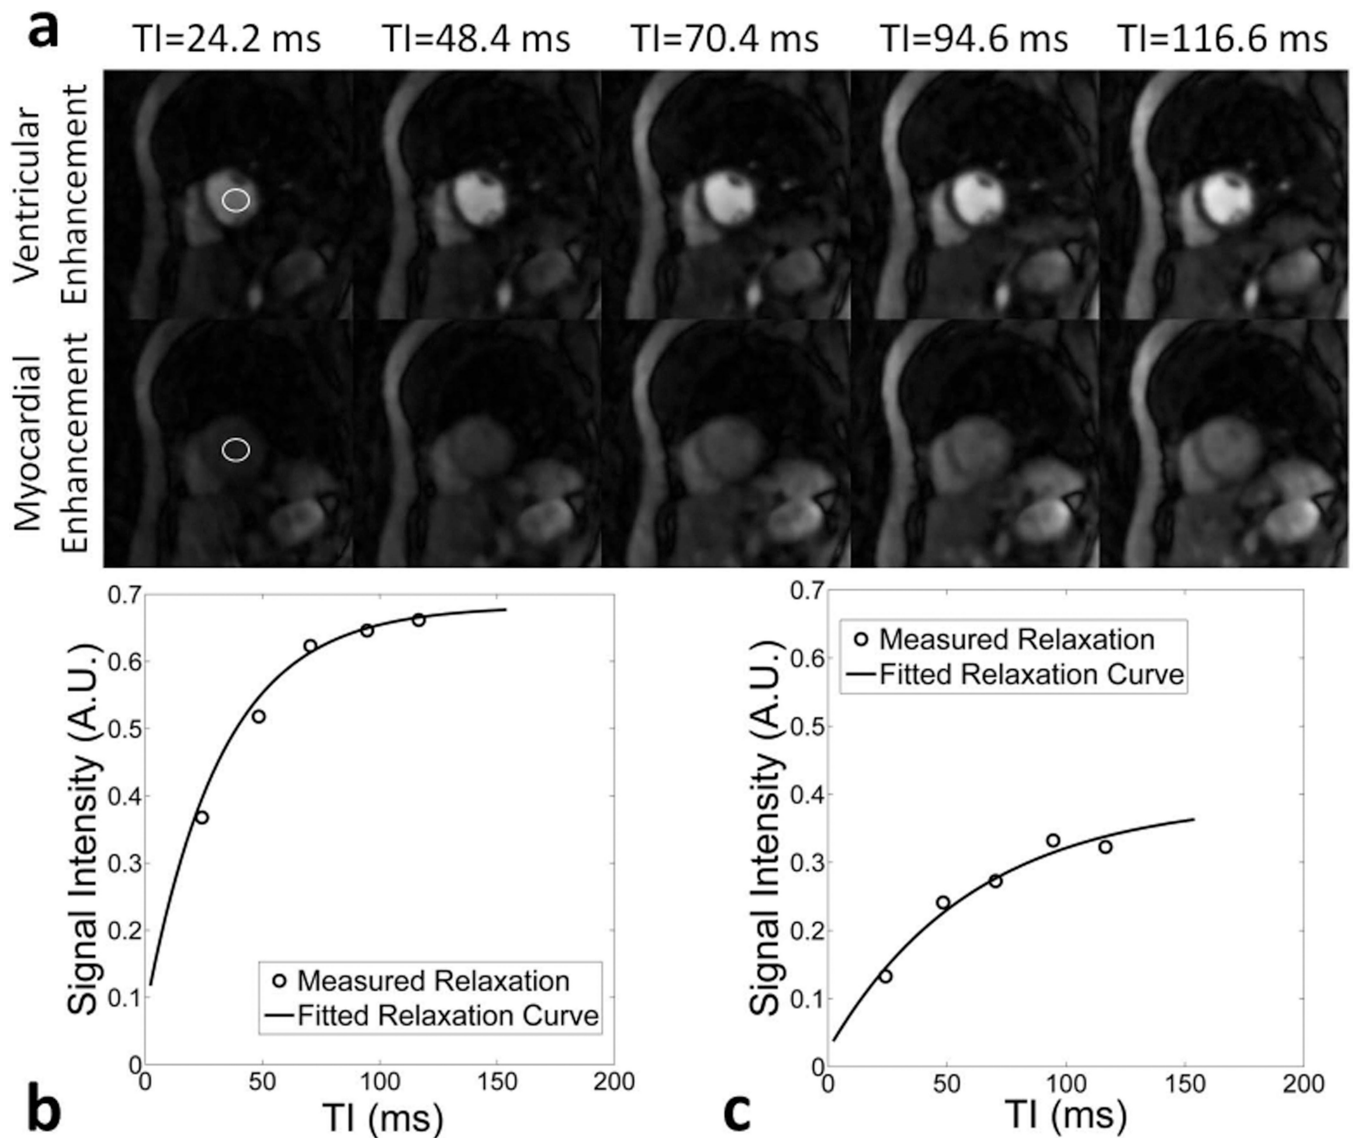 a
TI=24.2 ms TI=48.4 ms TI=70.4 ms TI=94.6 ms TI=116.6 ms
Ventricular
Enhancement
Myocardial
Enhancement
0.7
0.6
0.5
0.4
0.3
0.2
0.1
0
Signal Intensity (A.U.)
Measured Relaxation
Fitted Relaxation Curve
0 50 100 150 200
TI (ms)
b
0.7
0.6
0.5
0.4
0.3
0.2
0.1
0
Signal Intensity (A.U.)
Measured Relaxation
Fitted Relaxation Curve
0 50 100 150 200
TI (ms)
c